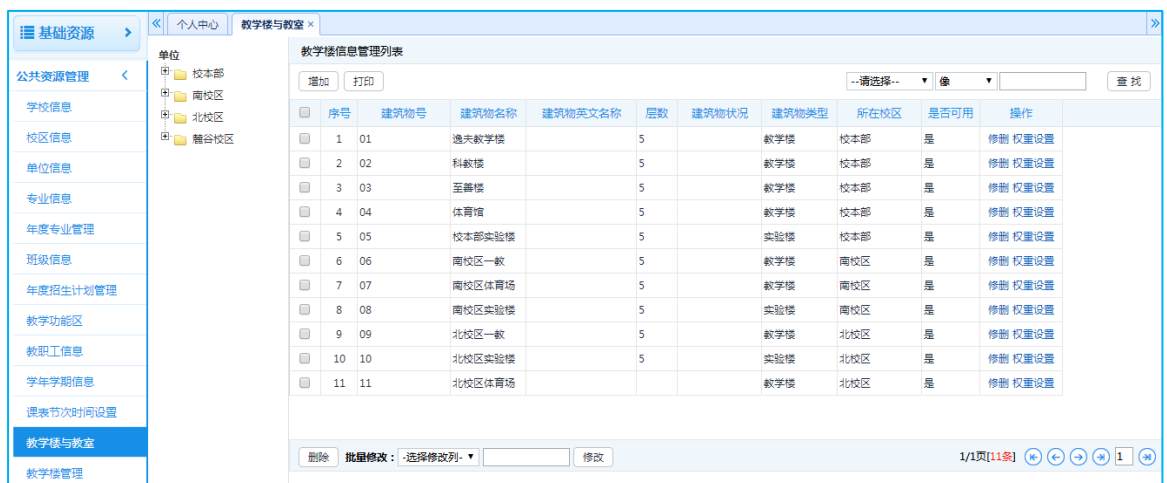 基础资源
公共资源管理
学校信息
校区信息
单位信息
专业信息
年度专业管理
班级信息
年度招生计划管理
教学功能区
教职工信息
学年学期信息
课表节次时间设置
教学楼与教室
教学楼管理
个人中心 教学楼与教室 ×
单位
校本部
南校区
北校区
麓谷校区
教学楼信息管理列表
增加 打印 --请选择-- 像 查 找
序号 建筑物号 建筑物名称 建筑物英文名称 层数 建筑物状况 建筑物类型 所在校区 是否可用 操作
1 01 逸夫教学楼 5 教学楼 校本部 是 修删 权重设置
2 02 科教楼 5 教学楼 校本部 是 修删 权重设置
3 03 至善楼 5 教学楼 校本部 是 修删 权重设置
4 04 体育馆 5 教学楼 校本部 是 修删 权重设置
5 05 校本部实验楼 5 实验楼 校本部 是 修删 权重设置
6 06 南校区一教 5 教学楼 南校区 是 修删 权重设置
7 07 南校区体育场 5 教学楼 南校区 是 修删 权重设置
8 08 南校区实验楼 5 实验楼 南校区 是 修删 权重设置
9 09 北校区一教 5 教学楼 北校区 是 修删 权重设置
10 10 北校区实验楼 5 实验楼 北校区 是 修删 权重设置
11 11 北校区体育场 教学楼 北校区 是 修删 权重设置
删除 批量修改： -选择修改列- 修改 1/1页[11条] 1